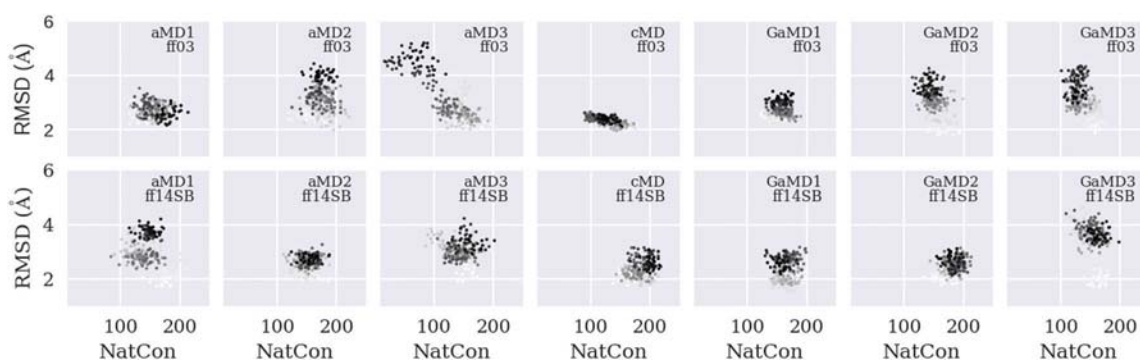 6
4
2
RMSD (Å)
aMD1
ff03
aMD2
ff03
aMD3
ff03
cMD
ff03
GaMD1
ff03
GaMD2
ff03
GaMD3
ff03
6
4
2
RMSD (Å)
aMD1
ff14SB
aMD2
ff14SB
aMD3
ff14SB
cMD
ff14SB
GaMD1
ff14SB
GaMD2
ff14SB
GaMD3
ff14SB
100 200 100 200 100 200 100 200 100 200 100 200 100 200
NatCon NatCon NatCon NatCon NatCon NatCon NatCon